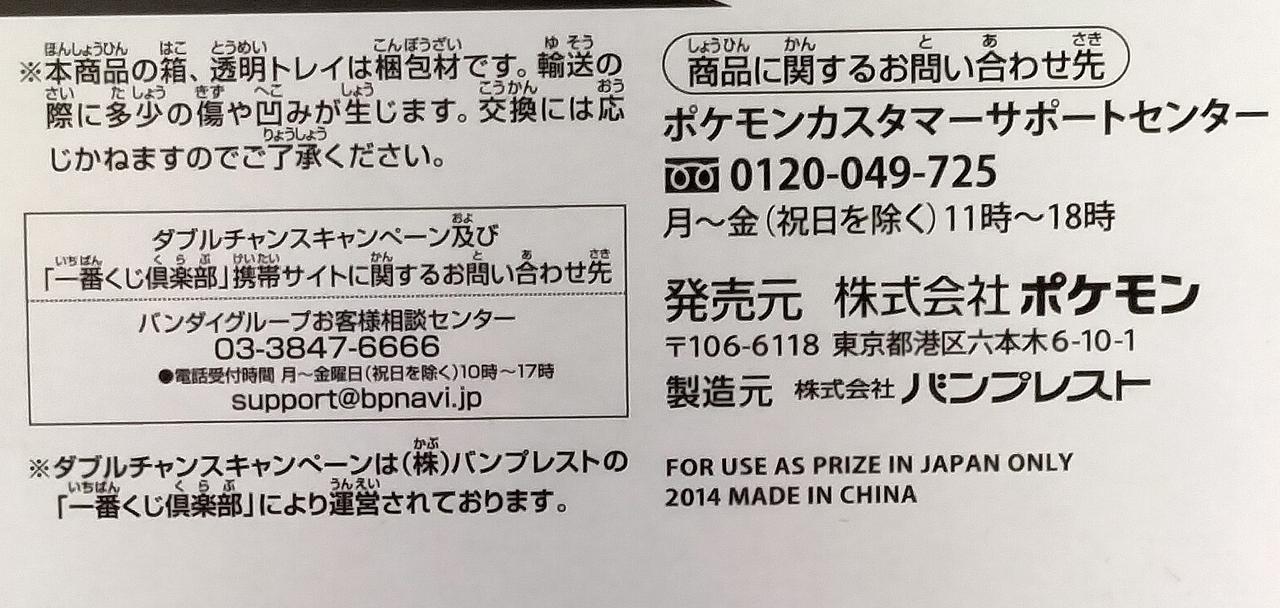 ※本商品の箱、透明トレイは梱包材です。輸送の
際に多少の傷や凹みが生じます。交換には応
じかねますのでご了承ください。
ダブルチャンスキャンペーン及び
「一番くじ倶楽部」携帯サイトに関するお問い合わせ先
バンダイグループお客様相談センター
03-3847-6666
●電話受付時間 月～金曜日(祝日を除く)10時～17時
support@bpnavi.jp
※ダブルチャンスキャンペーンは(株)バンプレストの
「一番くじ倶楽部」により運営されております。
商品に関するお問い合わせ先
ポケモンカスタマーサポートセンター
0120-049-725
月～金(祝日を除く)11時～18時
発売元 株式会社ポケモン
〒106-6118 東京都港区六本木6-10-1
製造元 株式会社 バンプレスト
FOR USE AS PRIZE IN JAPAN ONLY
2014 MADE IN CHINA